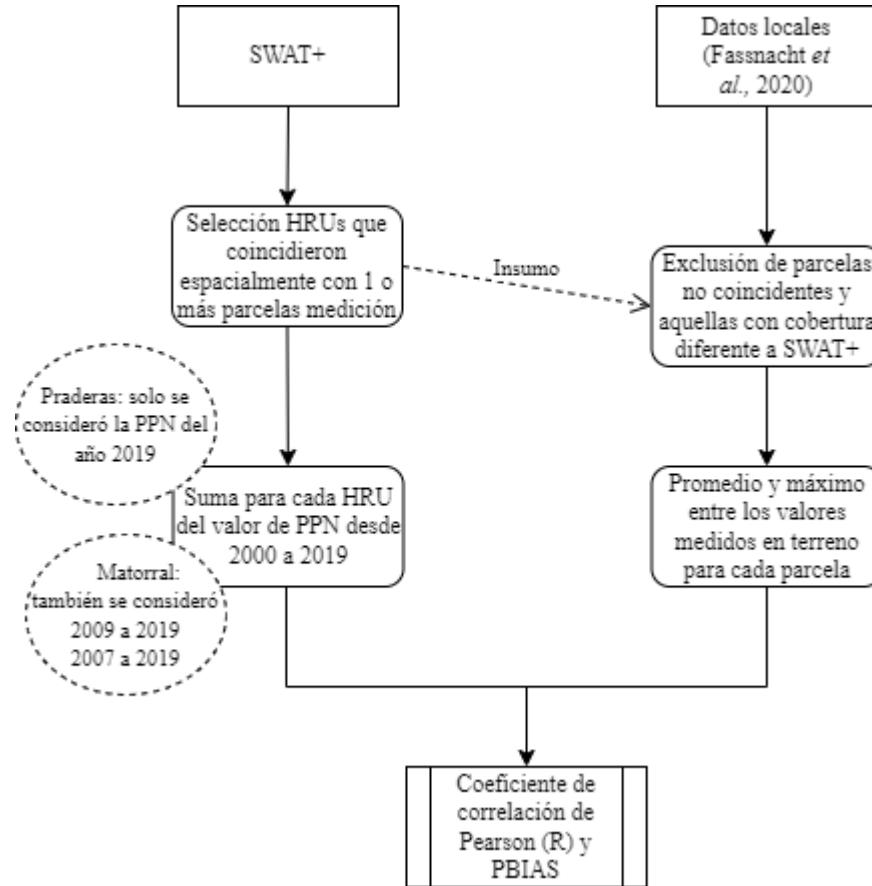 SWAT+
Datos locales
(Fassnacht et
al., 2020)
Selección HRUs que
coincidieron
espacialmente con 1 o
más parcelas medición
Insumo
Exclusión de parcelas
no coincidentes y
aquellas con cobertura
diferente a SWAT+
Praderas: solo se
consideró la PPN del
año 2019
Suma para cada HRU
del valor de PPN desde
2000 a 2019
Promedio y máximo
entre los valores
medidos en terreno
para cada parcela
Matorral:
también se consideró
2009 a 2019
2007 a 2019
Coeficiente de
correlación de
Pearson (R) y
PBIAS